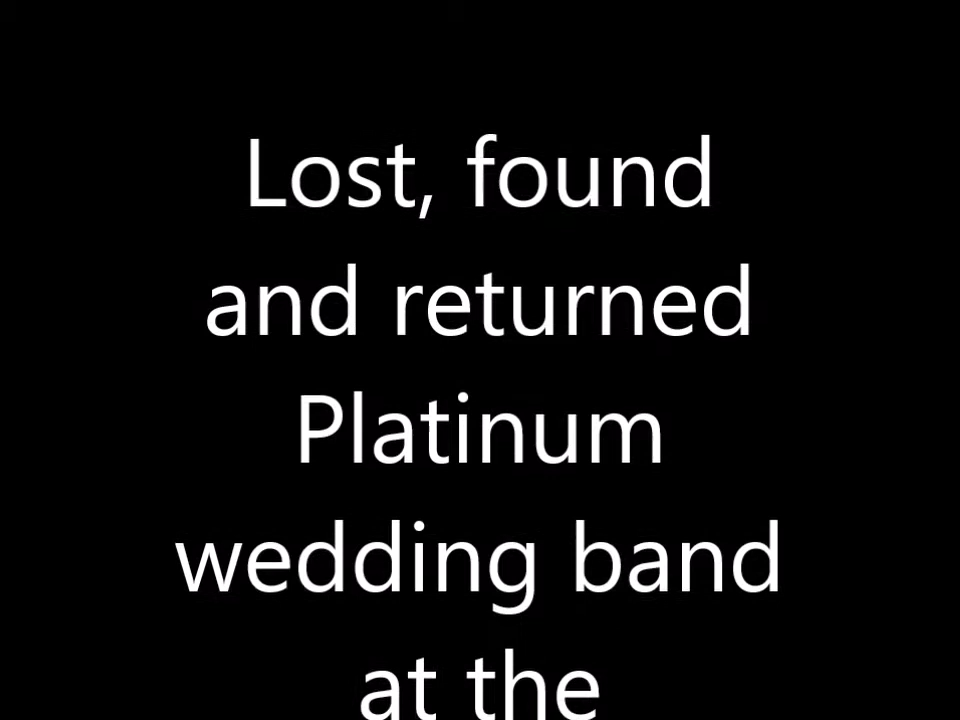 Lost, found
and returned
Platinum
wedding band
at the